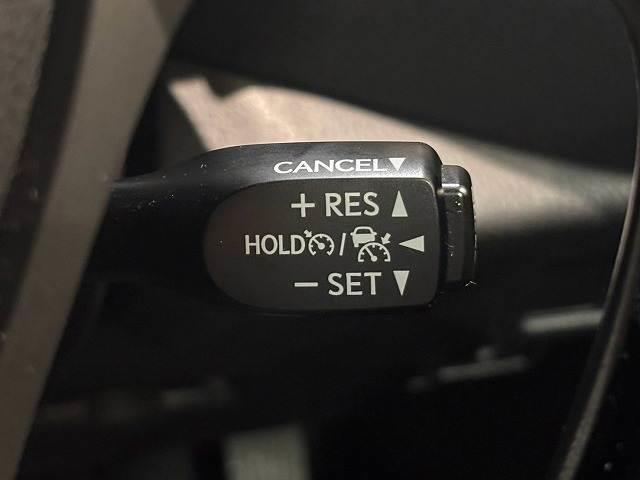 CANCEL▼
+ RES ▲
HOLD / ◀
− SET ▼